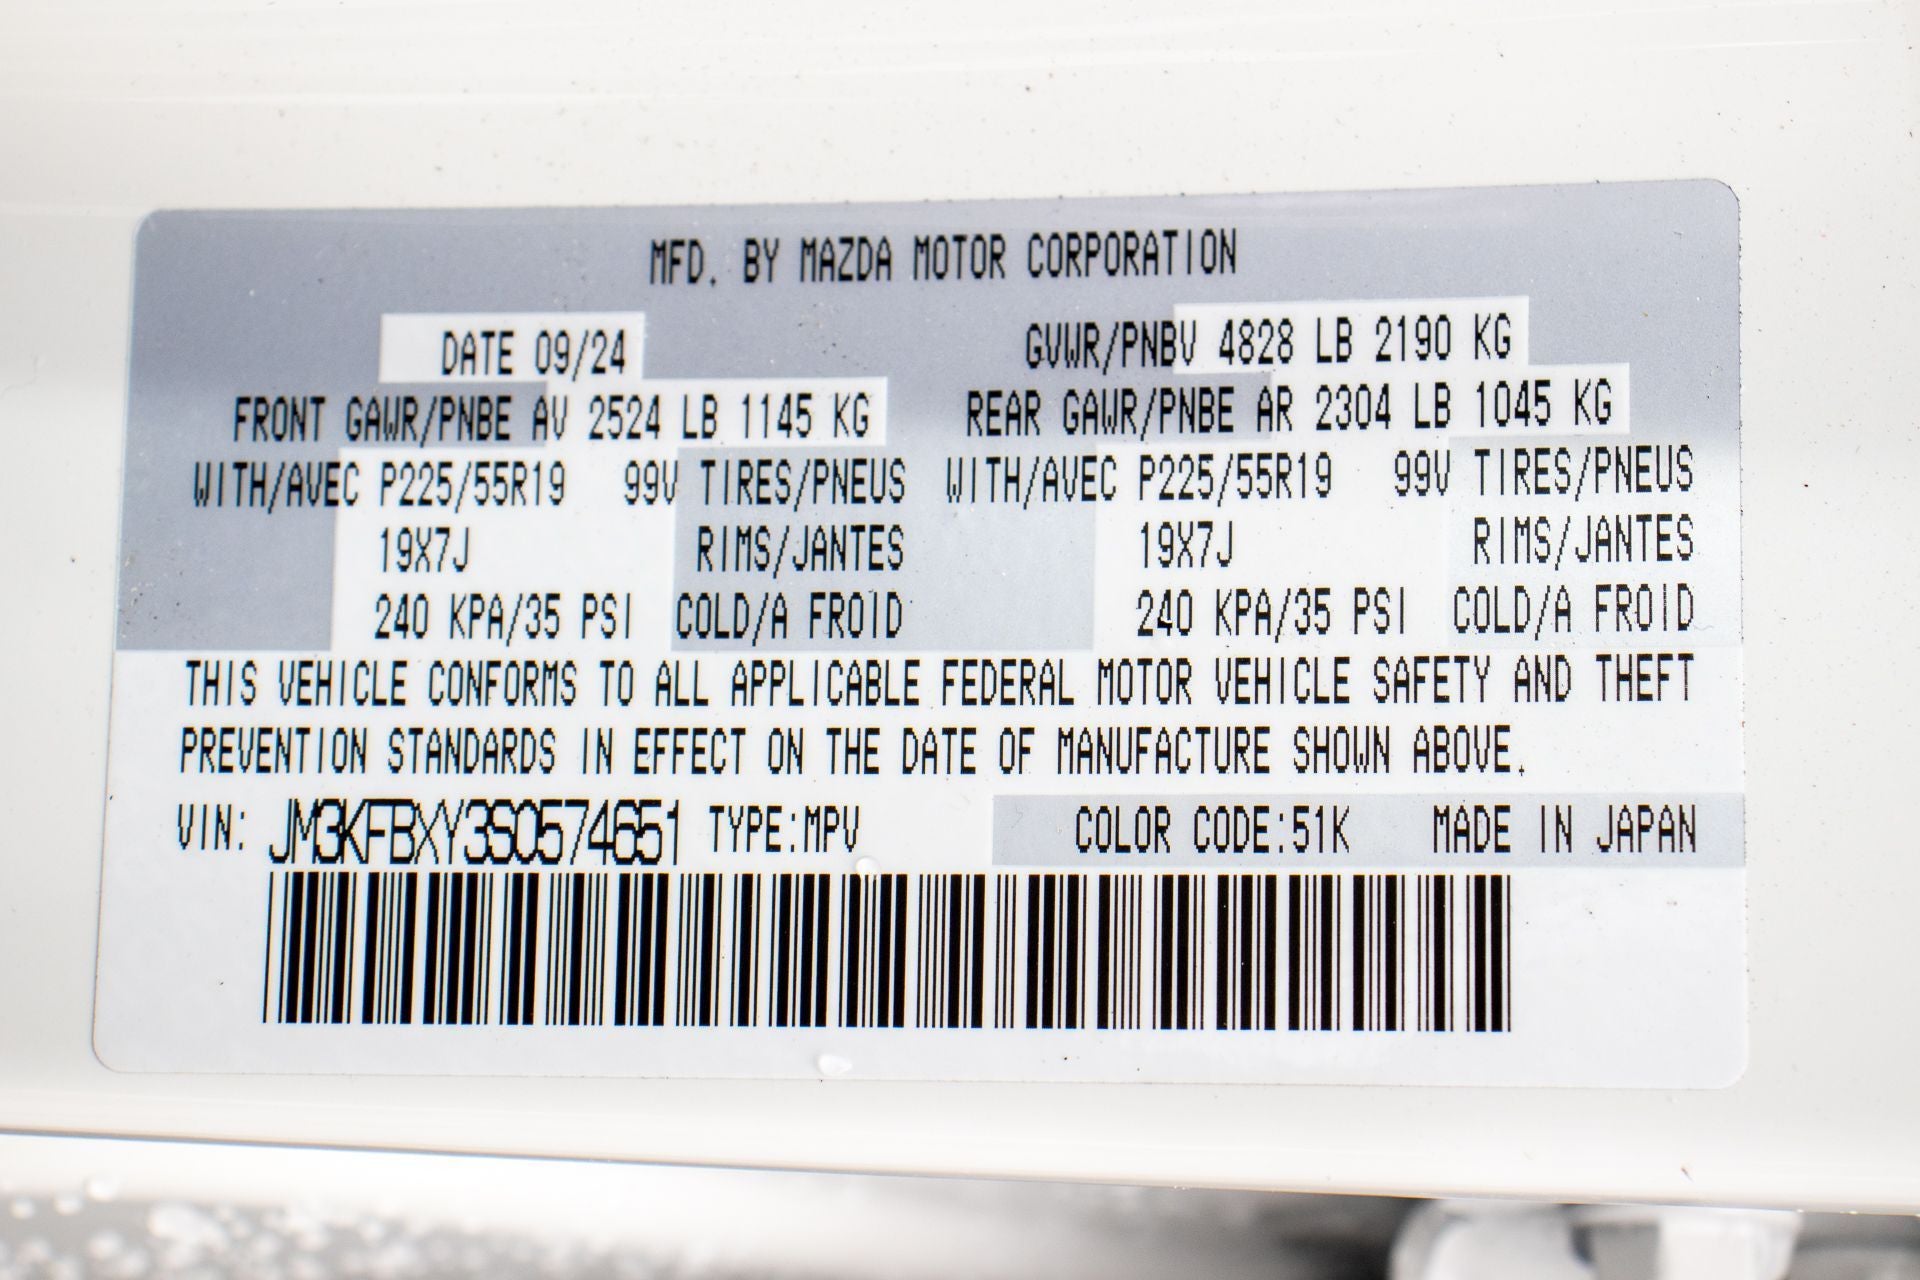 MFD. BY MAZDA MOTOR CORPORATION
DATE 09/24 GVWR/PNBV 4828 LB 2190 KG
FRONT GAWR/PNBE AV 2524 LB 1145 KG REAR GAWR/PNBE AR 2304 LB 1045 KG
WITH/AVEC P225/55R19 99V TIRES/PNEUS WITH/AVEC P225/55R19 99V TIRES/PNEUS
19X7J RIMS/JANTES 19X7J RIMS/JANTES
240 KPA/35 PSI COLD/A FROID 240 KPA/35 PSI COLD/A FROID
THIS VEHICLE CONFORMS TO ALL APPLICABLE FEDERAL MOTOR VEHICLE SAFETY AND THEFT
PREVENTION STANDARDS IN EFFECT ON THE DATE OF MANUFACTURE SHOWN ABOVE.
VIN: JM3KFBXY3S0574651 TYPE:MPV COLOR CODE:51K MADE IN JAPAN